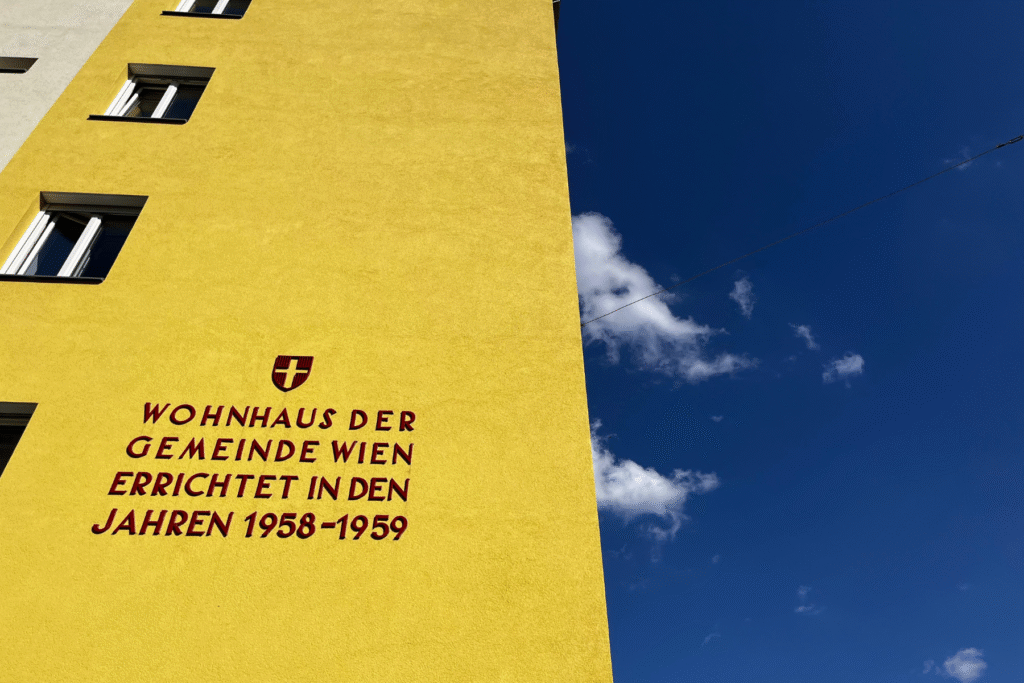 WOHNHAUS DER
GEMEINDE WIEN
ERRICHTET IN DEN
JAHREN 1958-1959